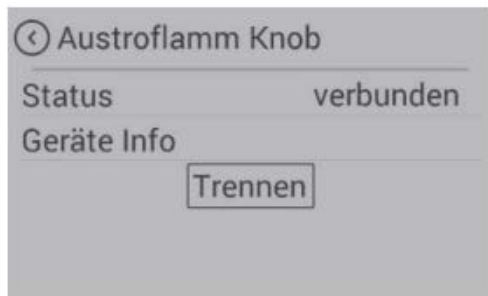 Austroflamm Knob
Status verbunden
Geräte Info
Trennen